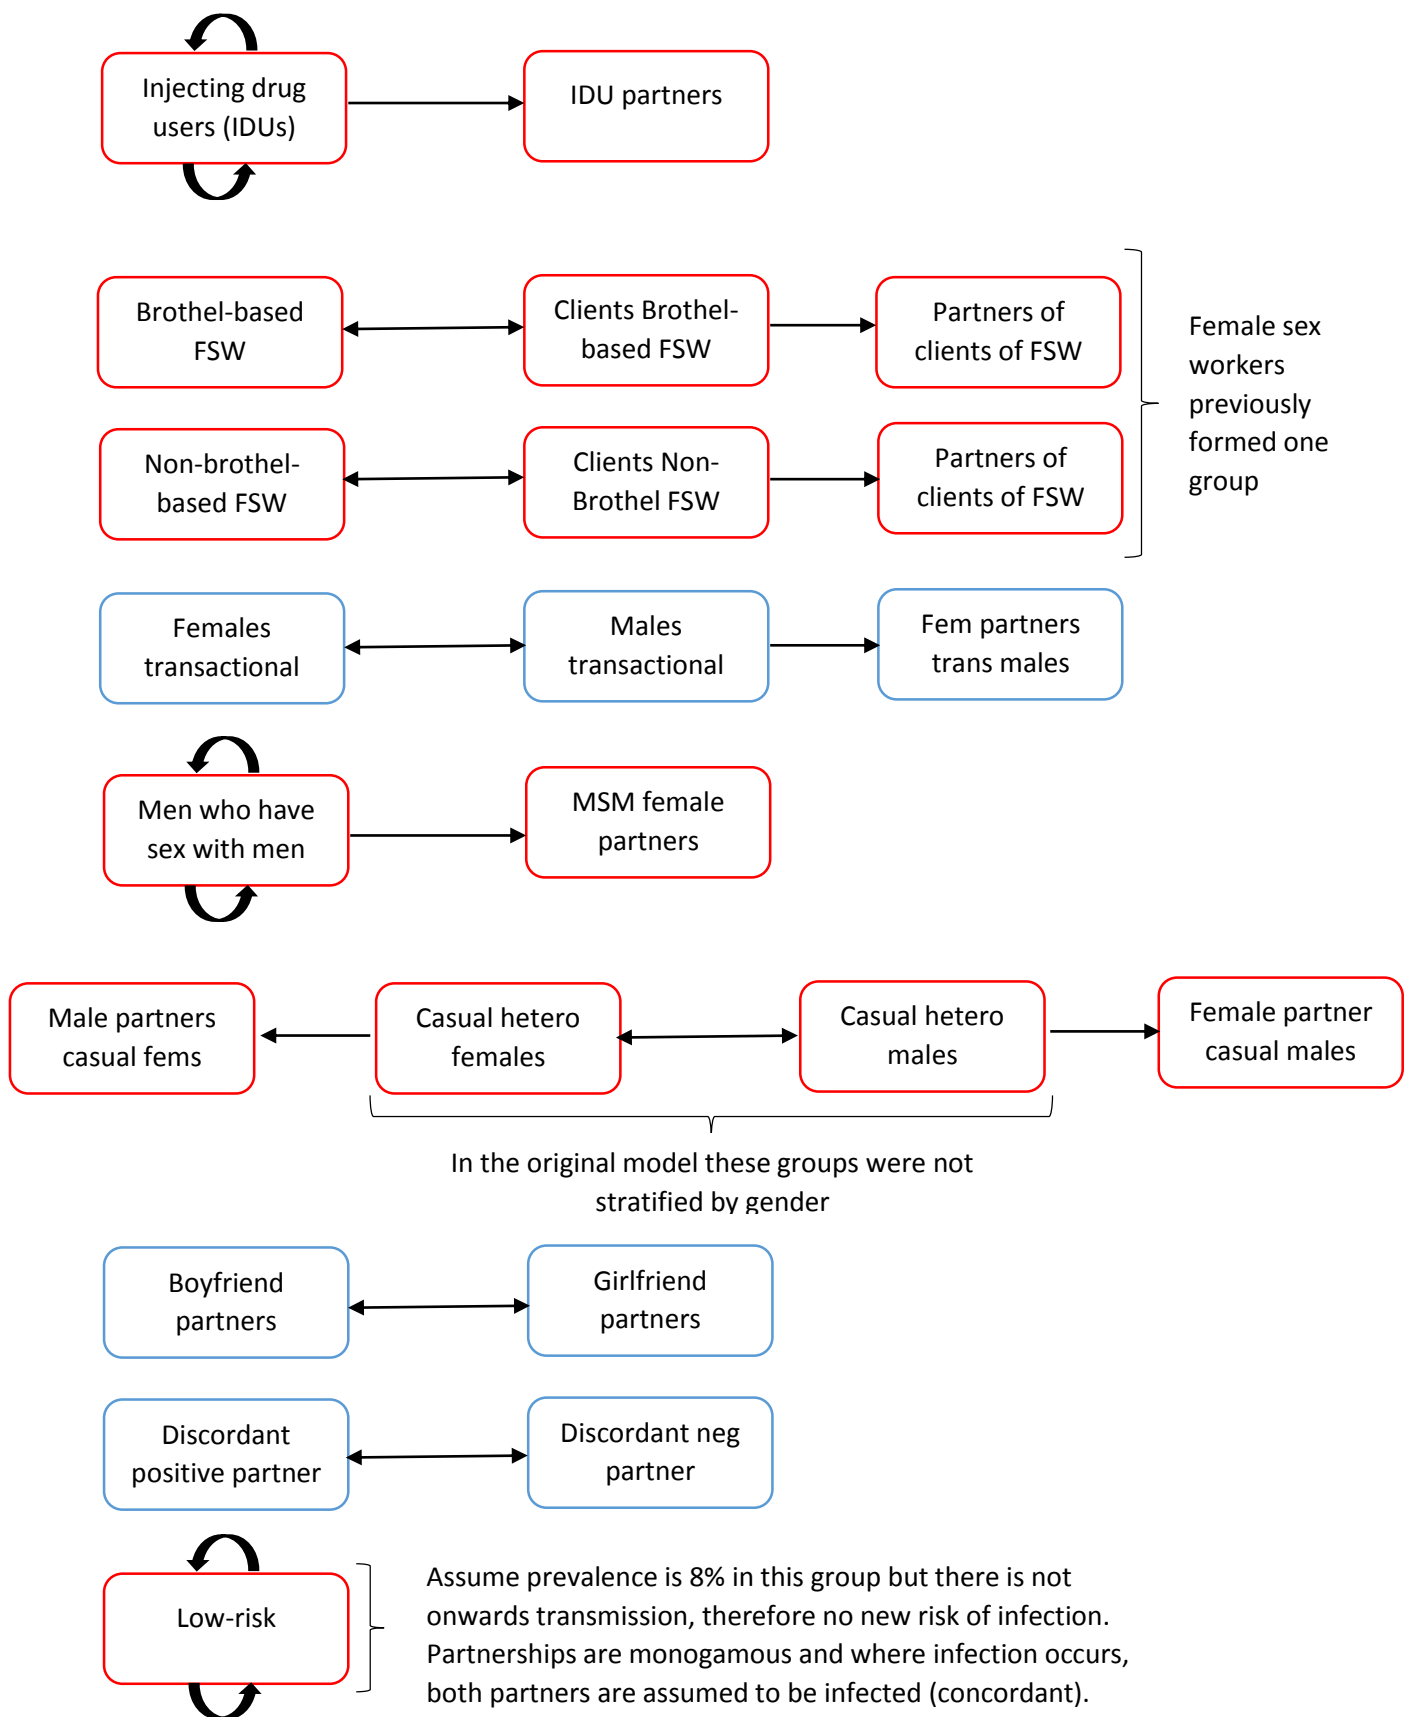 Injecting drug
users (IDUs)
IDU partners
Brothel-based
FSW
Clients Brothel-
based FSW
Partners of
clients of FSW
Non-brothel-
based FSW
Clients Non-
Brothel FSW
Partners of
clients of FSW
Female sex
workers
previously
formed one
group
Females
transactional
Males
transactional
Fem partners
trans males
Men who have
sex with men
MSM female
partners
Male partners
casual fems
Casual hetero
females
Casual hetero
males
Female partner
casual males
In the original model these groups were not
stratified by gender
Boyfriend
partners
Girlfriend
partners
Discordant
positive partner
Discordant neg
partner
Low-risk
Assume prevalence is 8% in this group but there is not
onwards transmission, therefore no new risk of infection.
Partnerships are monogamous and where infection occurs,
both partners are assumed to be infected (concordant).